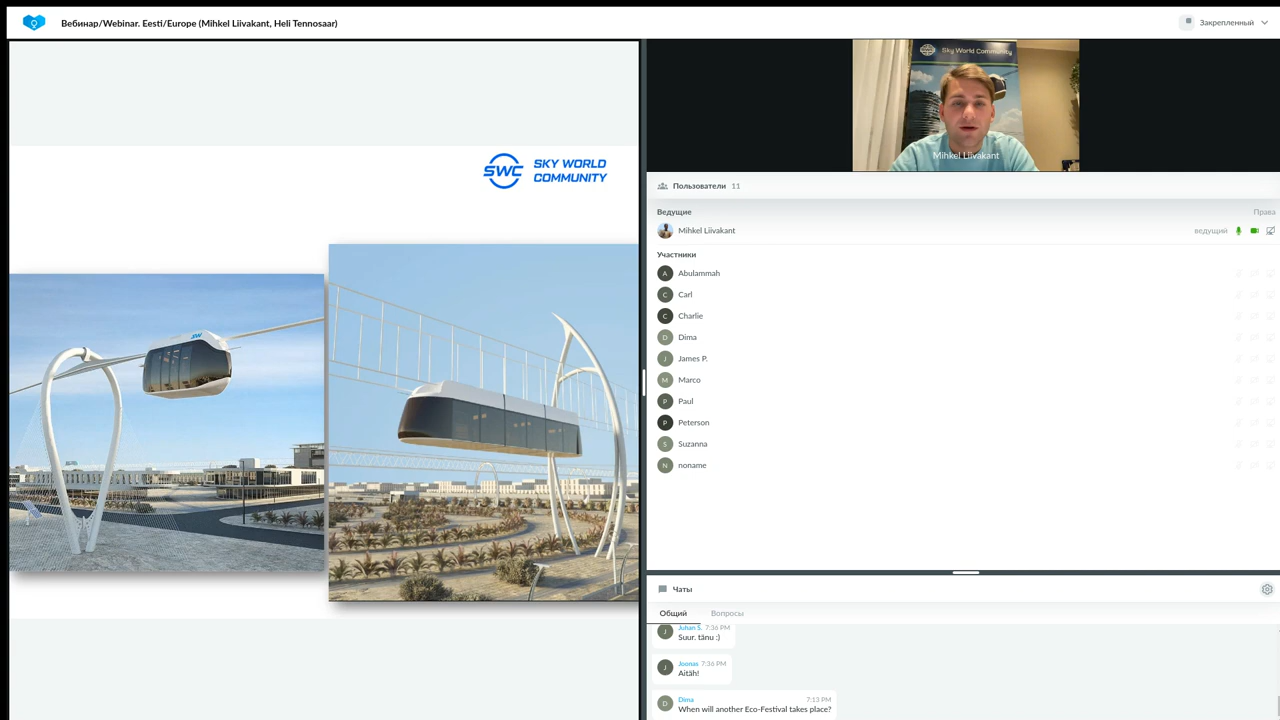 Вебинар/Webinar. Eesti/Europe (Mihkel Liivakant, Heli Tennosaar)
Закрепленный
SWC SKY WORLD
COMMUNITY
Sky World Community
Mihkel Liivakant
Пользователи 11
Ведущие Права
Mihkel Liivakant ведущий
Участники
A Abulammah
C Carl
C Charlie
D Dima
J James P.
M Marco
P Paul
P Peterson
S Suzanna
N noname
Чаты
Общий Вопросы
J Julian S. 7:36 PM
Suur. tänu :)
J Joonas 7:36 PM
Aitäh!
D Dima 7:13 PM
When will another Eco-Festival takes place?